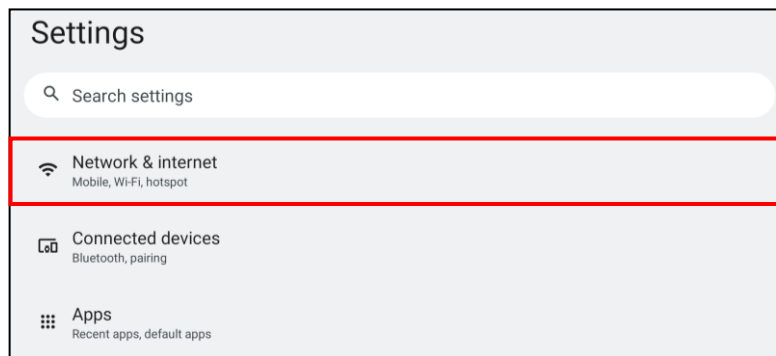 Settings
Search settings
Network & internet
Mobile, Wi-Fi, hotspot
Connected devices
Bluetooth, pairing
Apps
Recent apps, default apps